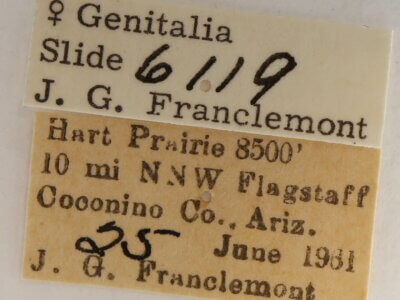 ♀ Genitalia
Slide 6119
J. G. Franclemont
Hart Prairie 8500'
10 mi NNW Flagstaff
Coconino Co., Ariz.
25 June 1961
J. G. Franclemont